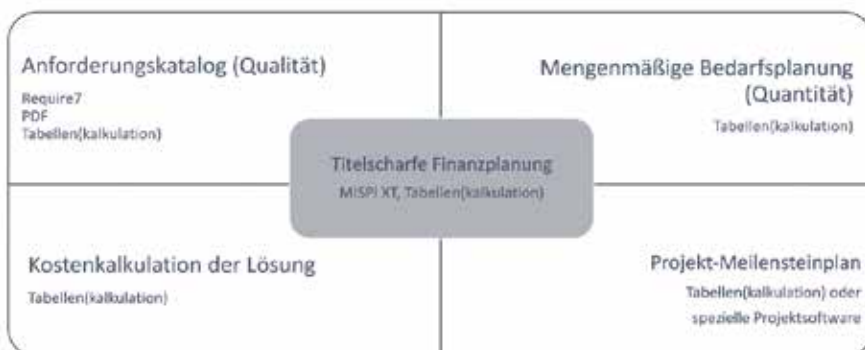 Anforderungskatalog (Qualität)
Require7
PDF
Tabellen(kalkulation)
Mengenmäßige Bedarfsplanung
(Quantität)
Tabellen(kalkulation)
Titelscharfe Finanzplanung
MISPI XT, Tabellen(kalkulation)
Kostenkalkulation der Lösung
Tabellen(kalkulation)
Projekt-Meilensteinplan
Tabellen(kalkulation) oder
spezielle Projektsoftware